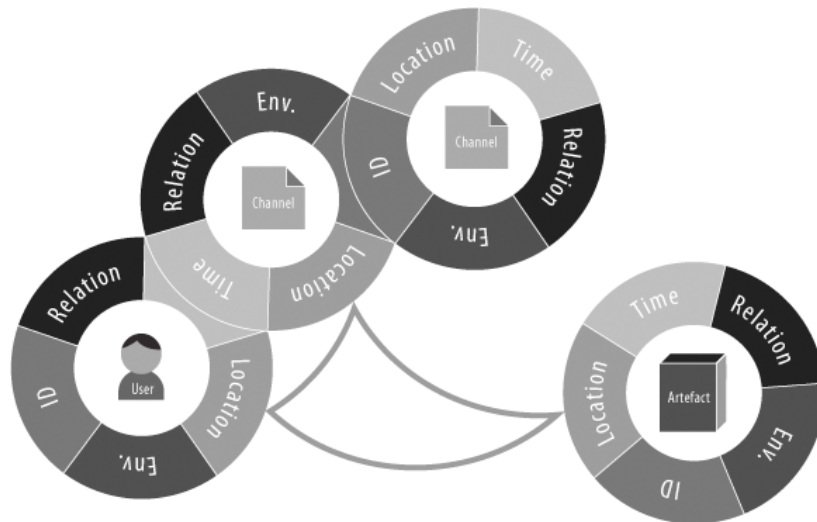 Location
Time
Relation
Env.
ID
Channel
Env.
Relation
Channel
Time
Location
Relation
ID
Env.
Location
User
Time
Relation
Env.
ID
Location
Artefact